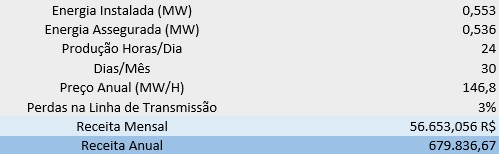 Energia Instalada (MW) 0,553
Energia Assegurada (MW) 0,536
Produção Horas/Dia 24
Dias/Mês 30
Preço Anual (MW/H) 146,8
Perdas na Linha de Transmissão 3%
Receita Mensal 56.653,056 R$
Receita Anual 679.836,67